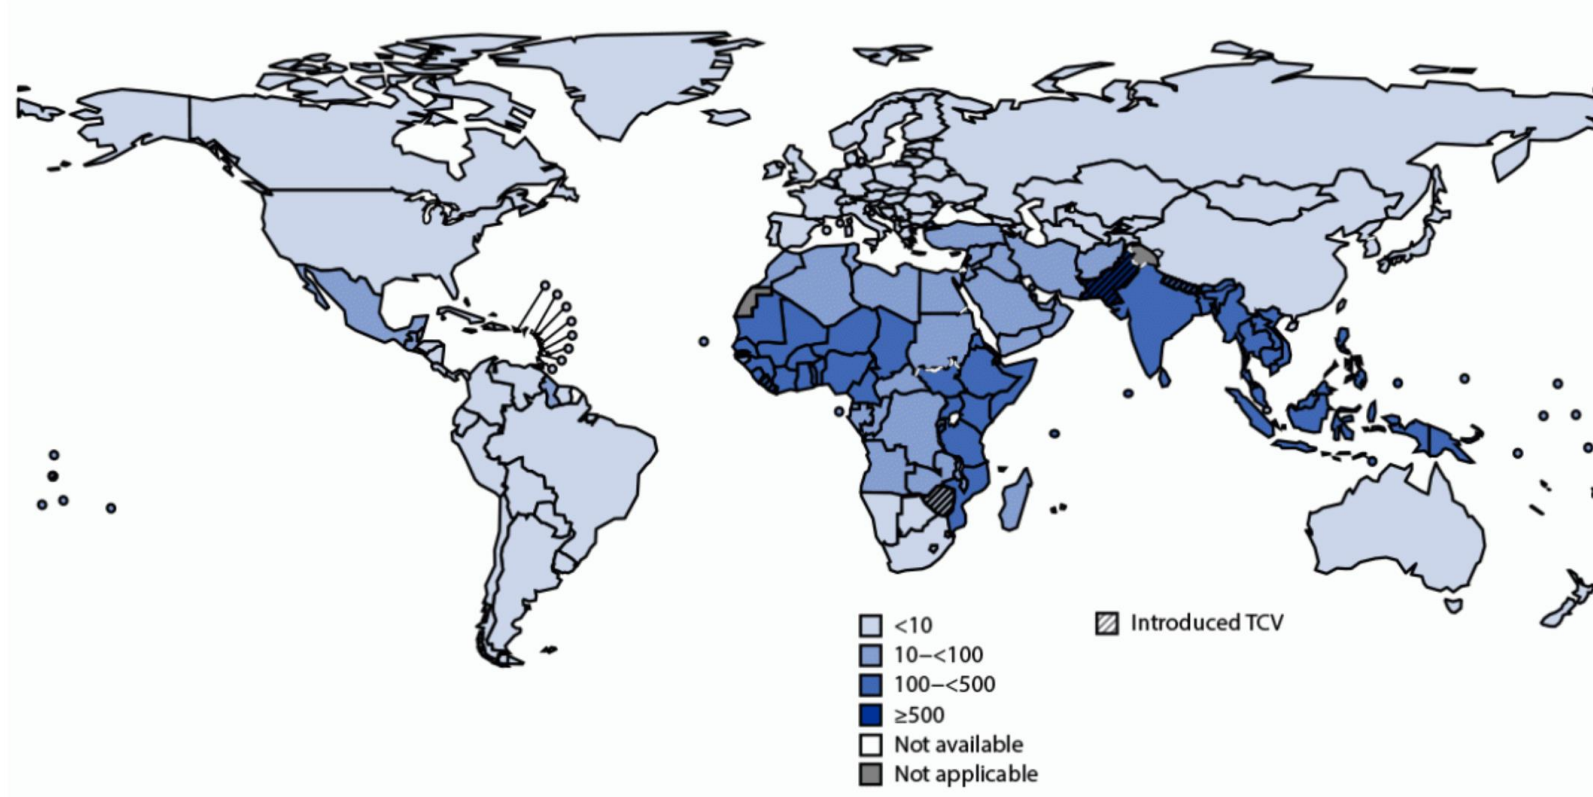 <10
10–<100
100–<500
≥500
Not available
Not applicable
Introduced TCV